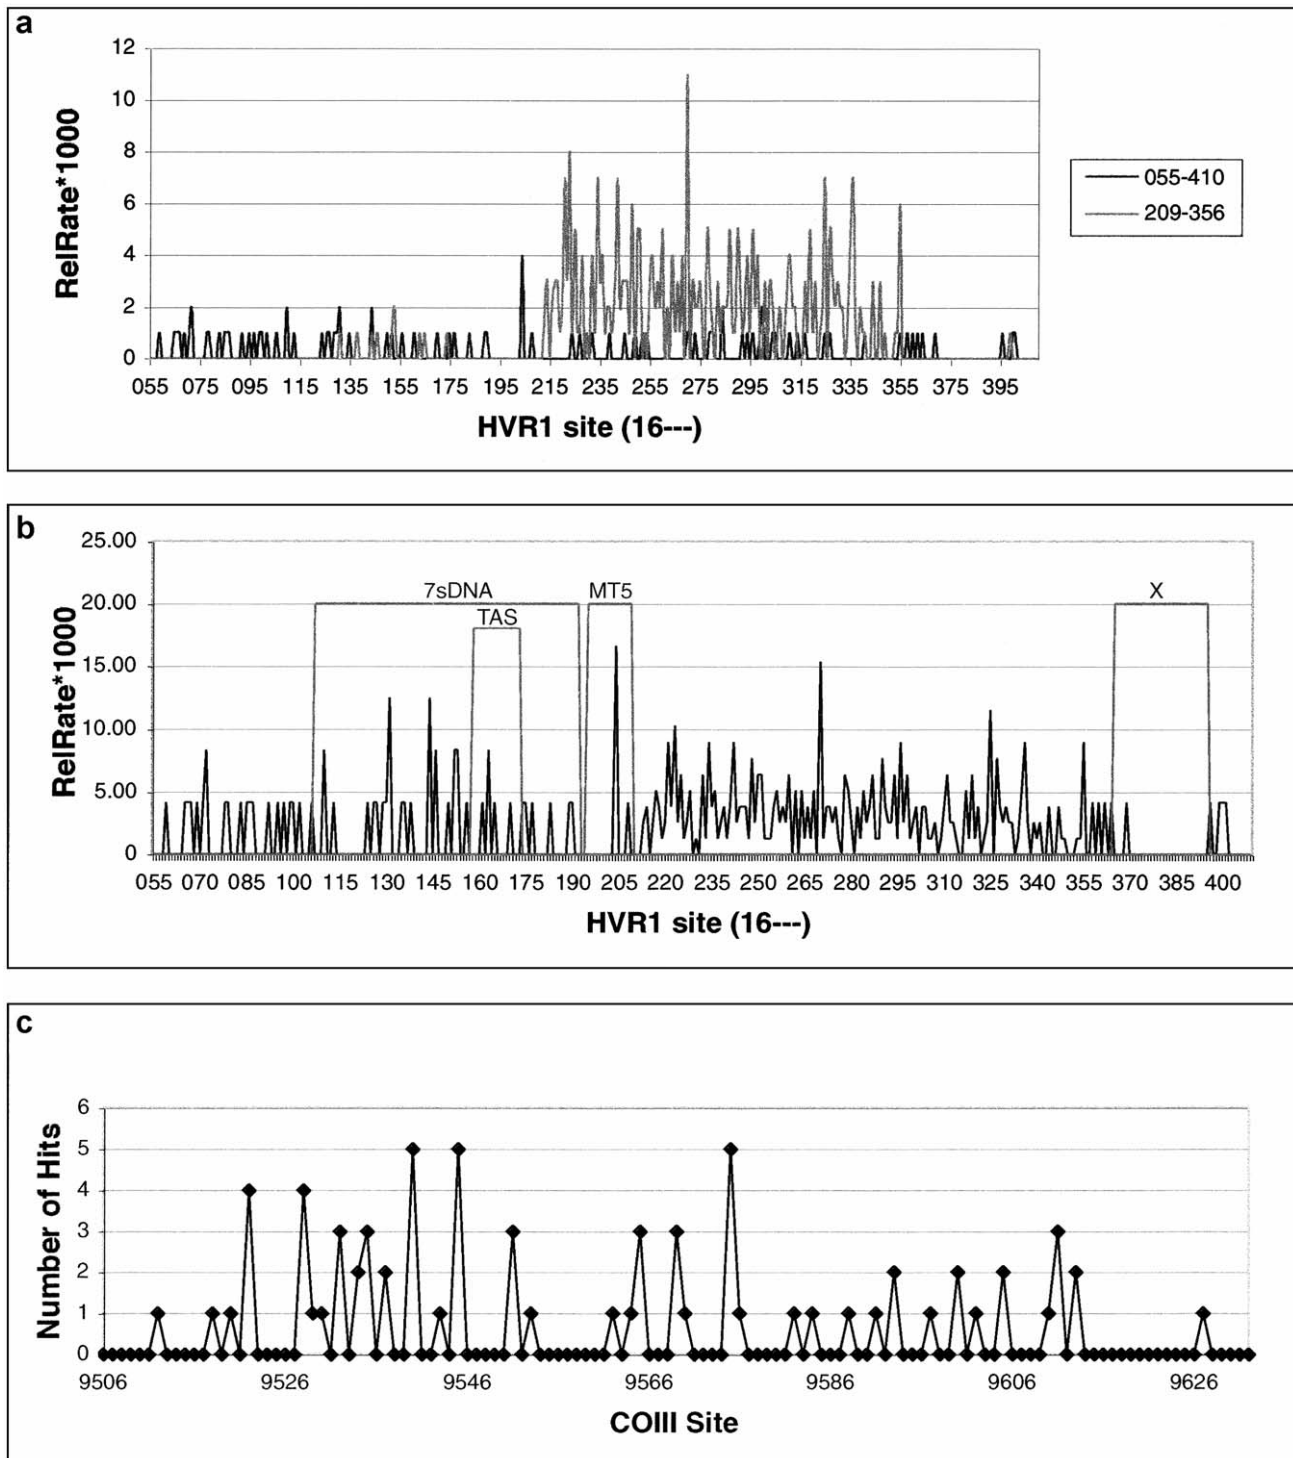 a
12
10
8
6
4
2
0
RelRate*1000
055 075 095 115 135 155 175 195 215 235 255 275 295 315 335 355 375 395
HVR1 site (16---)
055-410
209-356
b
25.00
20.00
15.00
10.00
5.00
0
RelRate*1000
7sDNA
TAS
MT5
X
055 070 085 100 115 130 145 160 175 190 205 220 235 250 265 280 295 310 325 340 355 370 385 400
HVR1 site (16---)
c
6
5
4
3
2
1
0
Number of Hits
9506 9526 9546 9566 9586 9606 9626
COIII Site